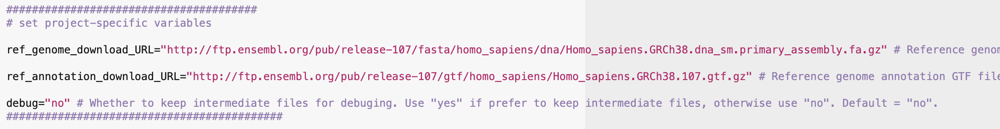 #######################################
# set project-specific variables
ref_genome_download_URL="http://ftp.ensembl.org/pub/release-107/fasta/homo_sapiens/dna/Homo_sapiens.GRCh38.dna_sm.primary_assembly.fa.gz" # Reference genom
ref_annotation_download_URL="http://ftp.ensembl.org/pub/release-107/gtf/homo_sapiens/Homo_sapiens.GRCh38.107.gtf.gz" # Reference genome annotation GTF file
debug="no" # Whether to keep intermediate files for debuging. Use "yes" if prefer to keep intermediate files, otherwise use "no". Default = "no".
###########################################